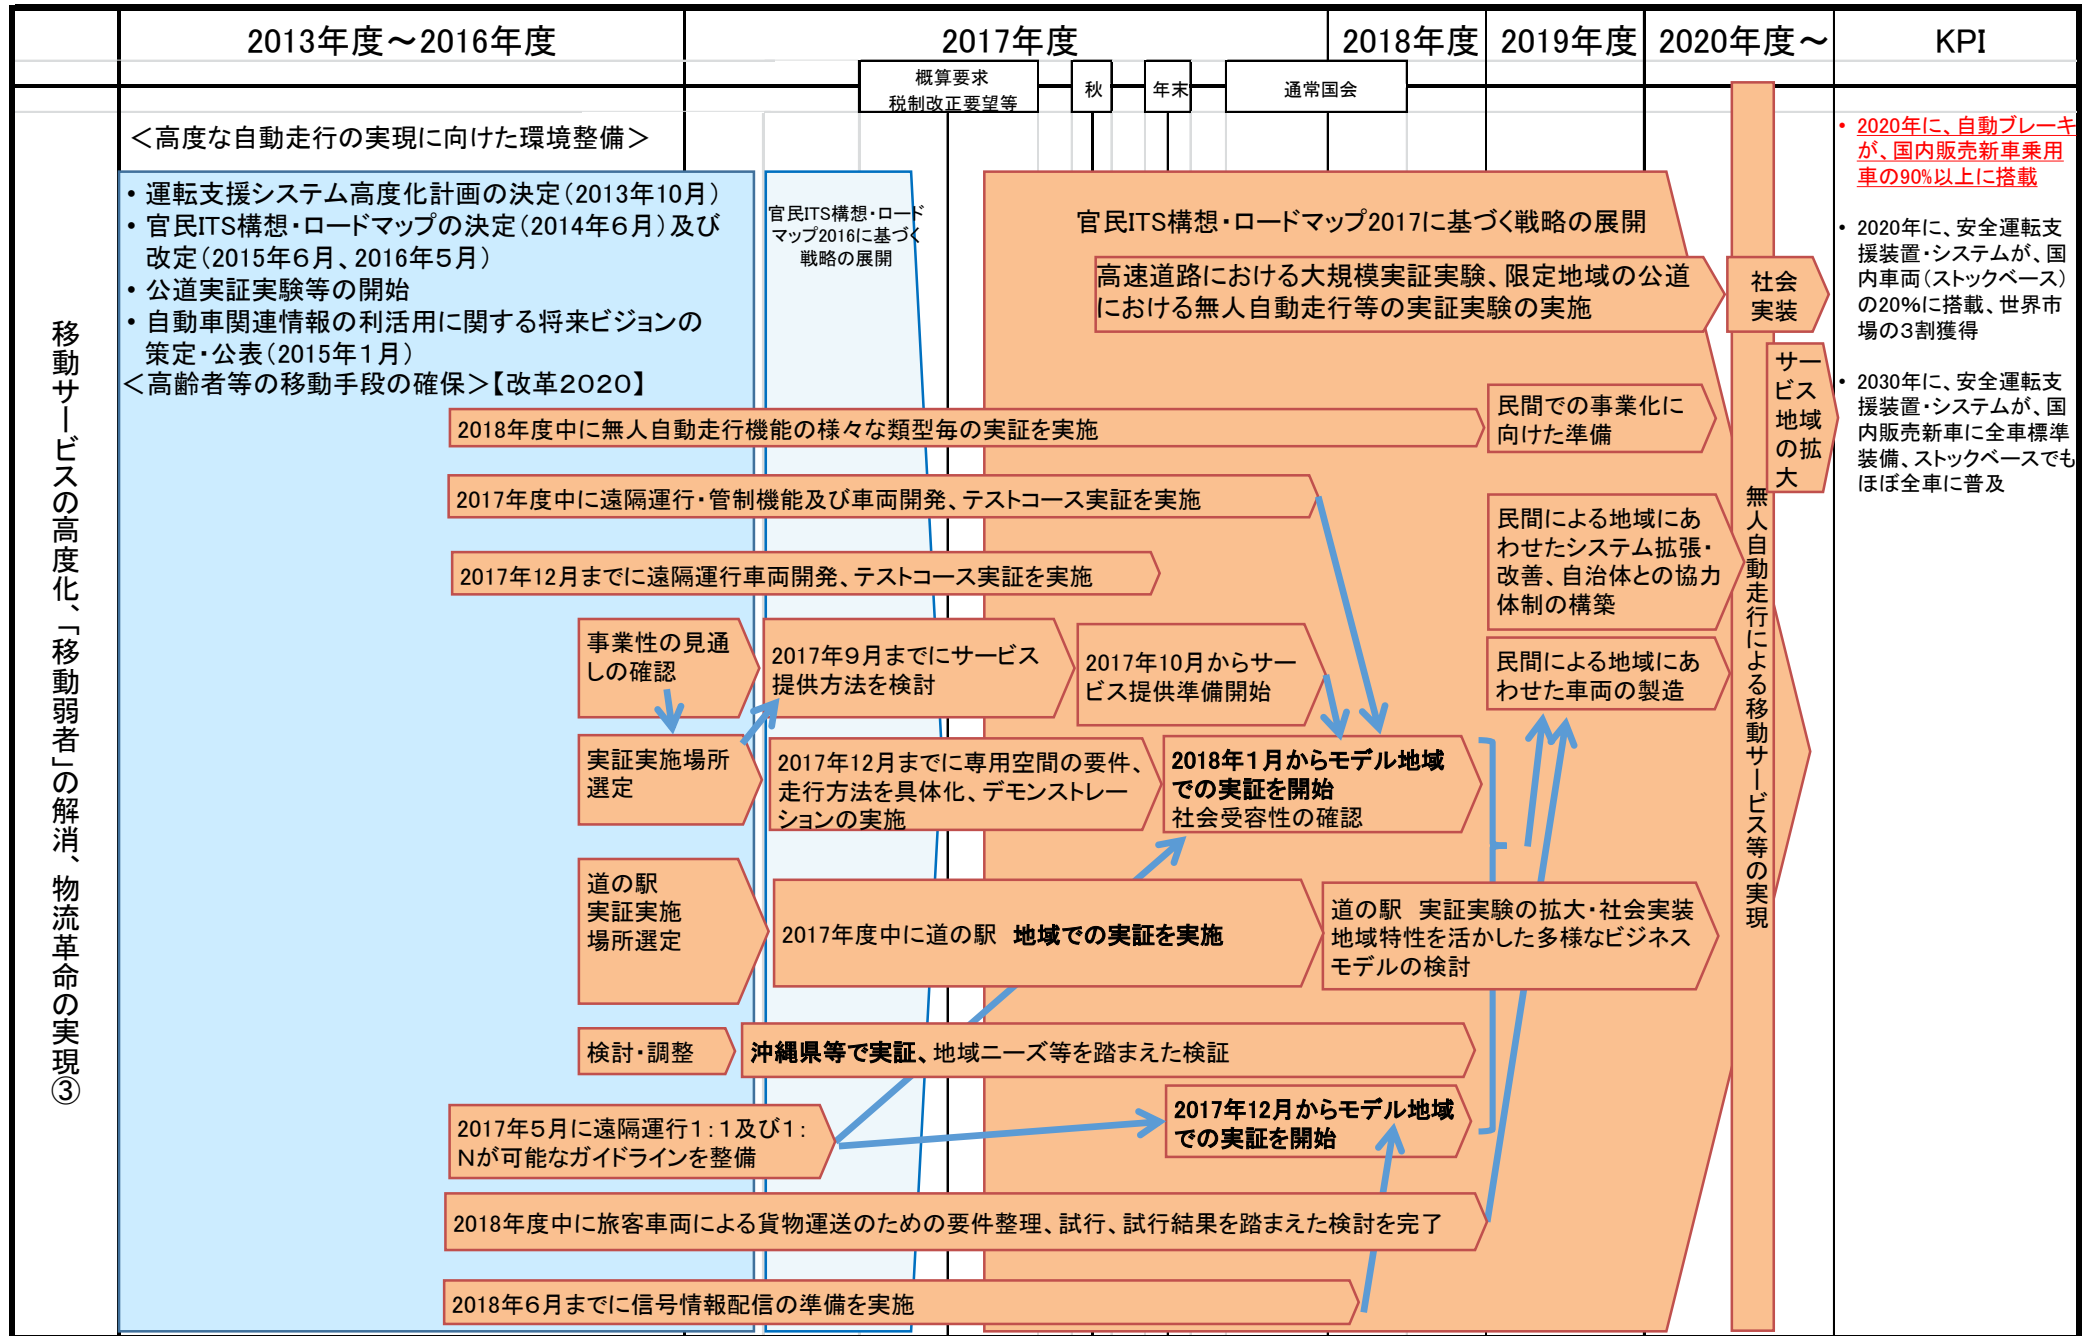 2013年度～2016年度
2017年度
2018年度
2019年度
2020年度～
KPI
概算要求
税制改正要望等
秋
年末
通常国会
移動サービスの高度化、「移動弱者」の解消、物流革命の実現③
＜高度な自動走行の実現に向けた環境整備＞
・運転支援システム高度化計画の決定（2013年10月）
・官民ITS構想・ロードマップの決定（2014年６月）及び
改定（2015年６月、2016年５月）
・公道実証実験等の開始
・自動車関連情報の利活用に関する将来ビジョンの
策定・公表（2015年１月）
＜高齢者等の移動手段の確保＞【改革２０２０】
官民ITS構想・ロード
マップ2016に基づく
戦略の展開
官民ITS構想・ロードマップ2017に基づく戦略の展開
高速道路における大規模実証実験、限定地域の公道
における無人自動走行等の実証実験の実施
社会
実装
サー
ビス
地域
の拡
大
2018年度中に無人自動走行機能の様々な類型毎の実証を実施
民間での事業化に
向けた準備
2017年度中に遠隔運行・管制機能及び車両開発、テストコース実証を実施
民間による地域にあ
わせたシステム拡張・
改善、自治体との協力
体制の構築
2017年12月までに遠隔運行車両開発、テストコース実証を実施
事業性の見通
しの確認
2017年９月までにサービス
提供方法を検討
2017年10月からサー
ビス提供準備開始
民間による地域にあ
わせた車両の製造
実証実施場所
選定
2017年12月までに専用空間の要件、
走行方法を具体化、デモンストレー
ションの実施
2018年１月からモデル地域
での実証を開始
社会受容性の確認
道の駅
実証実施
場所選定
2017年度中に道の駅　地域での実証を実施
道の駅　実証実験の拡大・社会実装
地域特性を活かした多様なビジネス
モデルの検討
検討・調整
沖縄県等で実証、地域ニーズ等を踏まえた検証
2017年５月に遠隔運行１：１及び１：
Ｎが可能なガイドラインを整備
2017年12月からモデル地域
での実証を開始
2018年度中に旅客車両による貨物運送のための要件整理、試行、試行結果を踏まえた検討を完了
2018年６月までに信号情報配信の準備を実施
無人自動走行による移動サービス等の実現
・2020年に、自動ブレーキ
が、国内販売新車乗用
車の90%以上に搭載
・2020年に、安全運転支
援装置・システムが、国
内車両（ストックベース）
の20％に搭載、世界市
場の３割獲得
・2030年に、安全運転支
援装置・システムが、国
内販売新車に全車標準
装備、ストックベースでも
ほぼ全車に普及